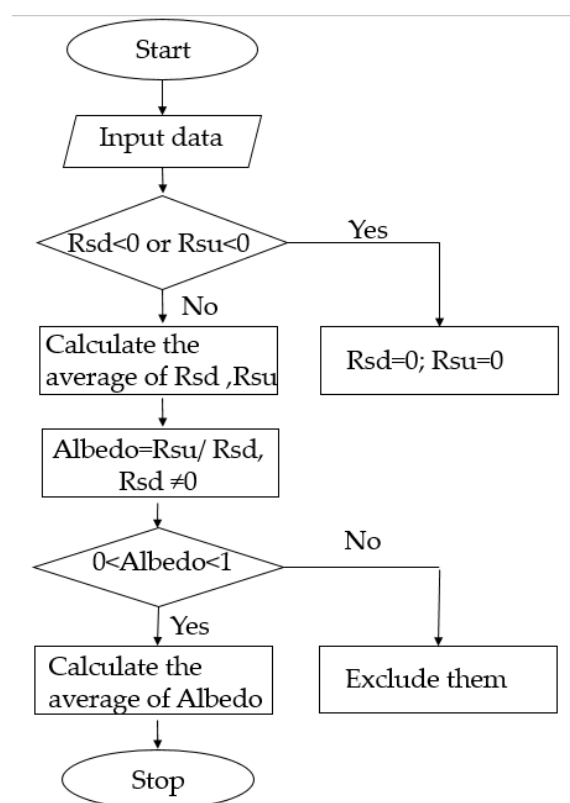 Start
Input data
Rsd<0 or Rsu<0
Yes
No
Calculate the
average of Rsd ,Rsu
Rsd=0; Rsu=0
Albedo=Rsu/ Rsd,
Rsd ≠0
0<Albedo<1
No
Yes
Calculate the
average of Albedo
Exclude them
Stop